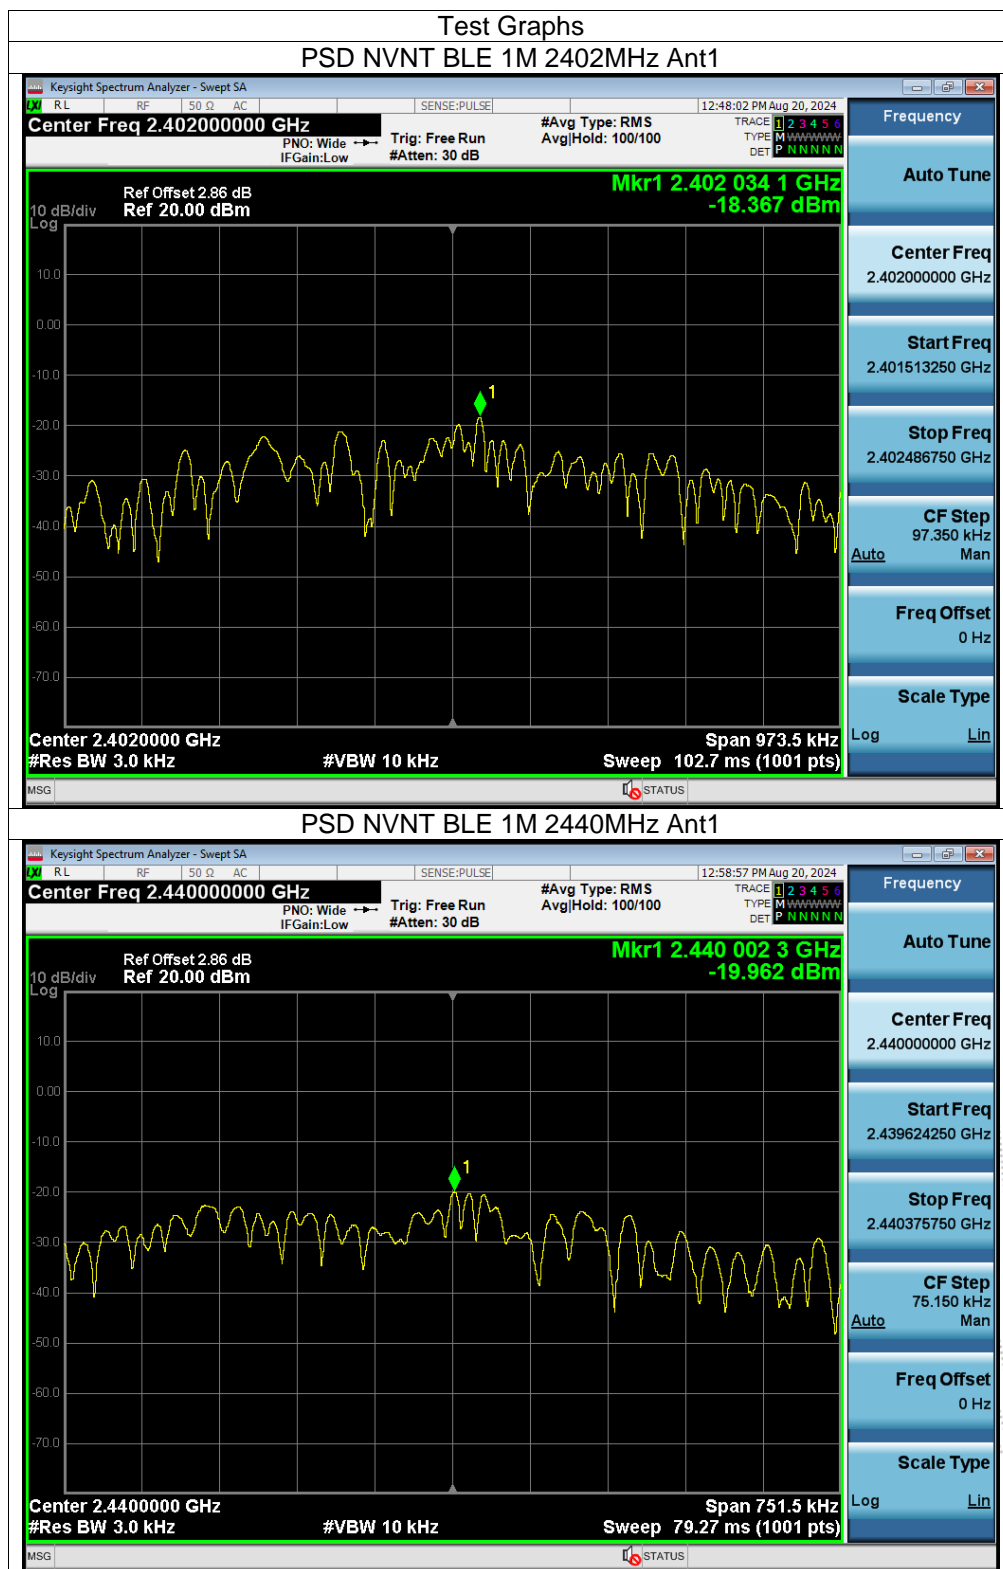 Test Graphs
PSD NVNT BLE 1M 2402MHz Ant1
Keysight Spectrum Analyzer - Swept SA
LXI RL RF 50 Ω AC SENSE:PULSE 12:48:02 PM Aug 20, 2024
Center Freq 2.402000000 GHz #Avg Type: RMS TRACE 1 2 3 4 5 6
PNO: Wide Trig: Free Run Avg|Hold: 100/100 TYPE M WWWWW
IFGain:Low #Atten: 30 dB DET P N N N N N
Frequency
Mkr1 2.402 034 1 GHz
-18.367 dBm
Ref Offset 2.86 dB
10 dB/div Ref 20.00 dBm
Log
10.0
0.00
-10.0
-20.0
-30.0
-40.0
-50.0
-60.0
-70.0
1
Center 2.4020000 GHz Span 973.5 kHz
#Res BW 3.0 kHz #VBW 10 kHz Sweep 102.7 ms (1001 pts)
MSG STATUS
Auto Tune
Center Freq
2.402000000 GHz
Start Freq
2.401513250 GHz
Stop Freq
2.402486750 GHz
CF Step
97.350 kHz
Auto Man
Freq Offset
0 Hz
Scale Type
Log Lin
PSD NVNT BLE 1M 2440MHz Ant1
Keysight Spectrum Analyzer - Swept SA
LXI RL RF 50 Ω AC SENSE:PULSE 12:58:57 PM Aug 20, 2024
Center Freq 2.440000000 GHz #Avg Type: RMS TRACE 1 2 3 4 5 6
PNO: Wide Trig: Free Run Avg|Hold: 100/100 TYPE M WWWWW
IFGain:Low #Atten: 30 dB DET P N N N N N
Frequency
Mkr1 2.440 002 3 GHz
-19.962 dBm
Ref Offset 2.86 dB
10 dB/div Ref 20.00 dBm
Log
10.0
0.00
-10.0
-20.0
-30.0
-40.0
-50.0
-60.0
-70.0
1
Center 2.4400000 GHz Span 751.5 kHz
#Res BW 3.0 kHz #VBW 10 kHz Sweep 79.27 ms (1001 pts)
MSG STATUS
Auto Tune
Center Freq
2.440000000 GHz
Start Freq
2.439624250 GHz
Stop Freq
2.440375750 GHz
CF Step
75.150 kHz
Auto Man
Freq Offset
0 Hz
Scale Type
Log Lin